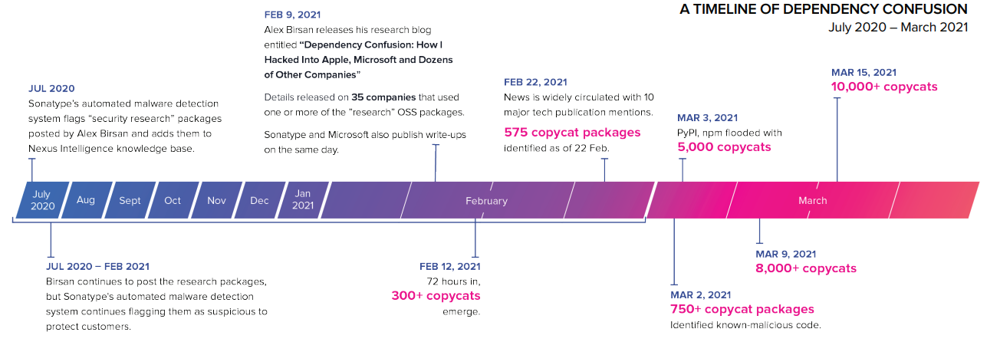 A TIMELINE OF DEPENDENCY CONFUSION
July 2020 – March 2021
JUL 2020
Sonatype's automated malware detection
system flags “security research” packages
posted by Alex Birsan and adds them to
Nexus Intelligence knowledge base.
FEB 9, 2021
Alex Birsan releases his research blog
entitled “Dependency Confusion: How I
Hacked Into Apple, Microsoft and Dozens
of Other Companies”
Details released on 35 companies that used
one or more of the ”research” OSS packages.
Sonatype and Microsoft also publish write-ups
on the same day.
FEB 22, 2021
News is widely circulated with 10
major tech publication mentions.
575 copycat packages
identified as of 22 Feb.
MAR 3, 2021
PyPI, npm flooded with
5,000 copycats
MAR 15, 2021
10,000+ copycats
July
2020
Aug
Sept
Oct
Nov
Dec
Jan
2021
February
March
JUL 2020 – FEB 2021
Birsan continues to post the research packages,
but Sonatype's automated malware detection
system continues flagging them as suspicious to
protect customers.
FEB 12, 2021
72 hours in,
300+ copycats
emerge.
MAR 2, 2021
750+ copycat packages
Identified known-malicious code.
MAR 9, 2021
8,000+ copycats